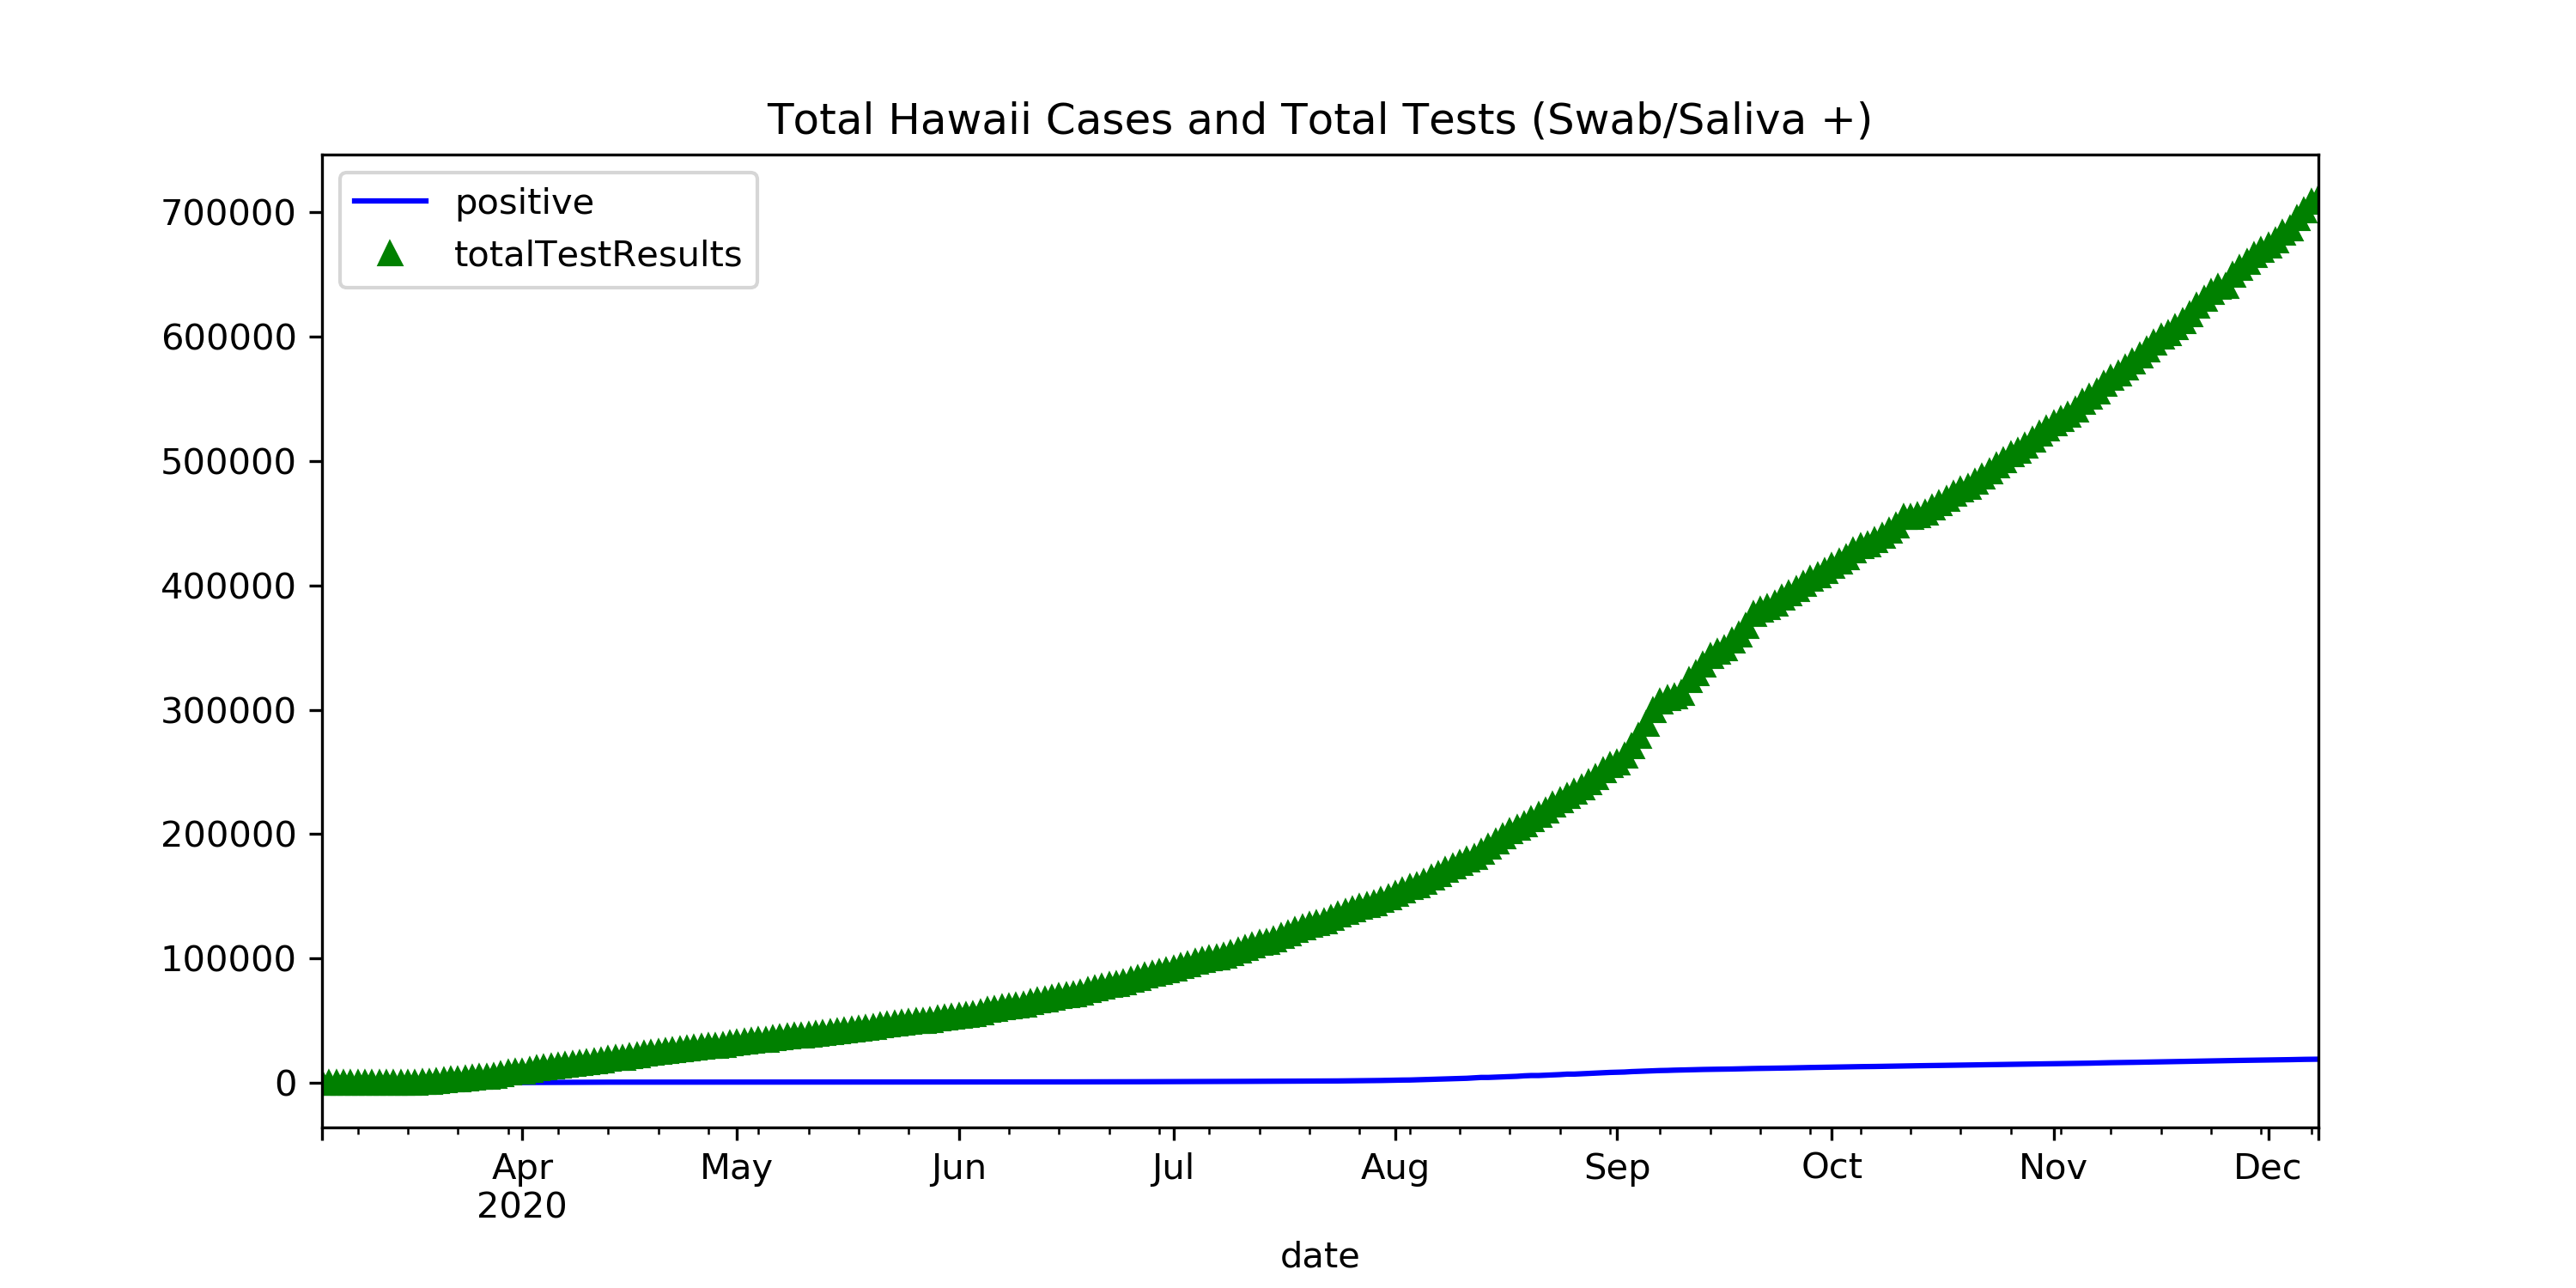 Total Hawaii Cases and Total Tests (Swab/Saliva +)
positive
totalTestResults
700000
600000
500000
400000
300000
200000
100000
0
Apr May Jun Jul Aug Sep Oct Nov Dec
2020
date